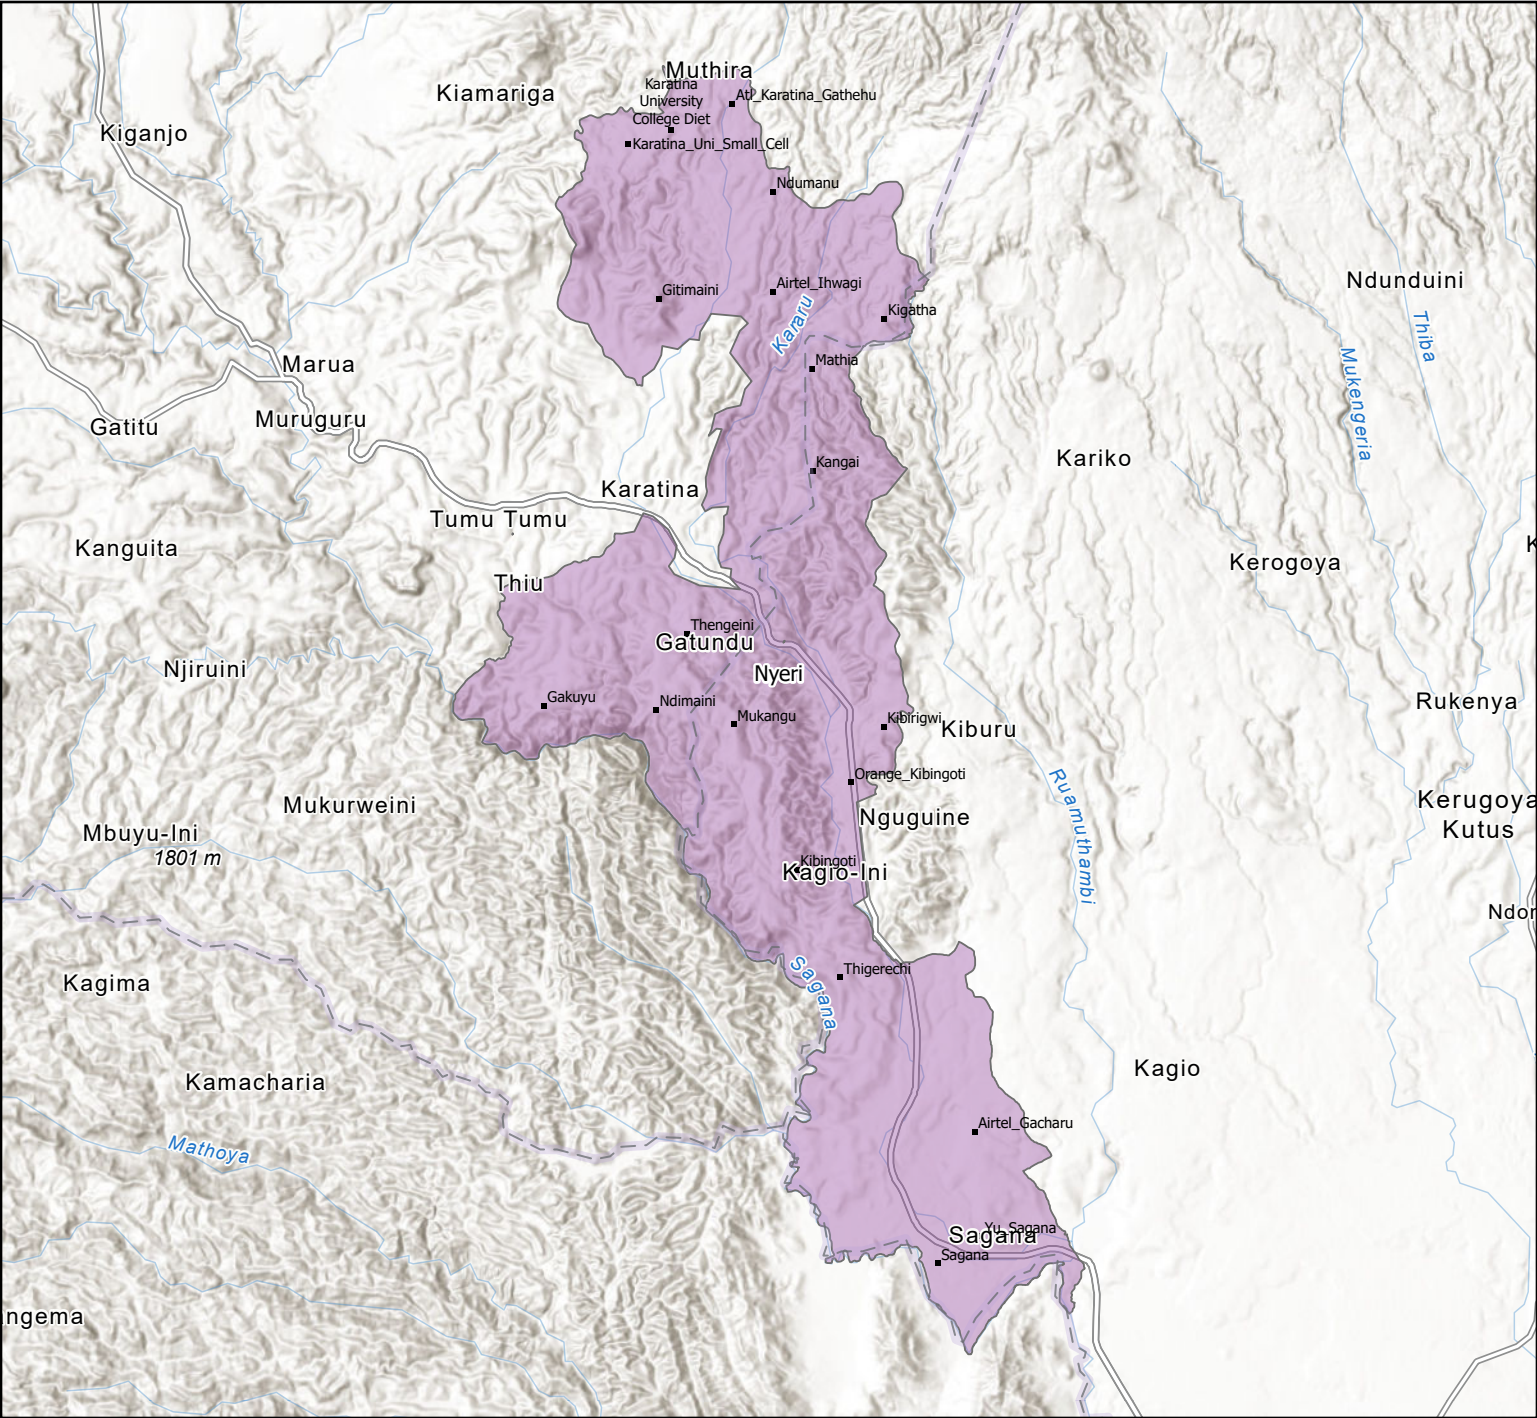 Muthira
Karatina
University
College Diet
Kiamariga
Atl_Karatina_Gathehu
Kiganjo
Karatina_Uni_Small_Cell
Ndumanu
Ndunduini
Gitimaini
Airtel_Ihwagi
Kigatha
Kararu
Thiba
Marua
Mathia
Mukengeria
Gatitu
Muruguru
Kangai
Kariko
Karatina
Tumu Tumu
Kanguita
K
Kerogoya
Thiu
Thengeini
Gatundu
Njiruini
Nyeri
Gakuyu
Ndimaini
Mukangu
Kibirigwi
Kiburu
Rukenya
Orange_Kibingoti
Ruamuthambi
Mukurweini
Nguguine
Kerugoya
Kutus
Mbuyu-Ini
1801 m
Kibingoti
Kagio-Ini
Ndor
Kagima
Sagana
Thigerechi
Kamacharia
Kagio
Mathoya
Airtel_Gacharu
Yu_Sagana
Sagana
Sagana
ngema